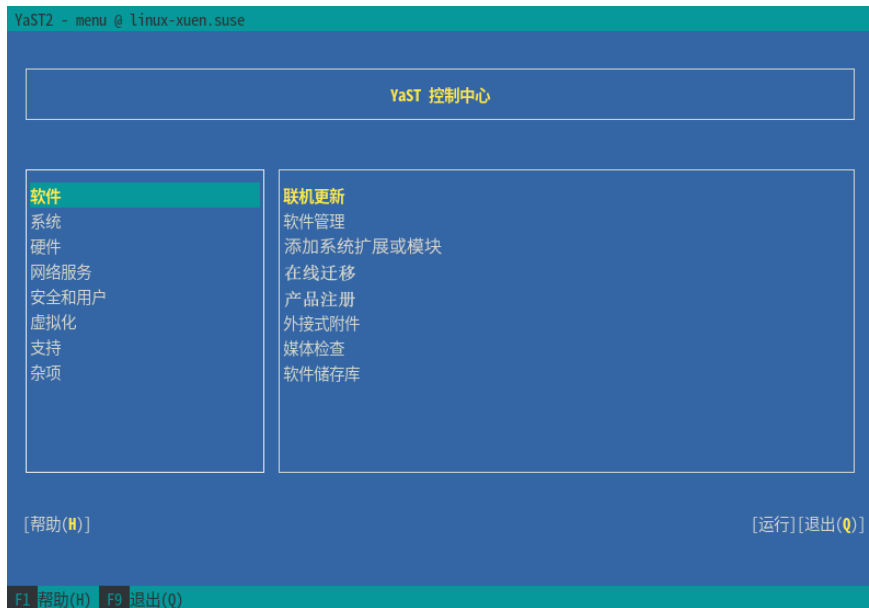 YaST2 - menu @ linux-xuen.suse
YaST 控制中心
软件
系统
硬件
网络服务
安全和用户
虚拟化
支持
杂项
联机更新
软件管理
添加系统扩展或模块
在线迁移
产品注册
外接式附件
媒体检查
软件储存库
[帮助(H)]
[运行][退出(Q)]
F1 帮助(H) F9 退出(Q)